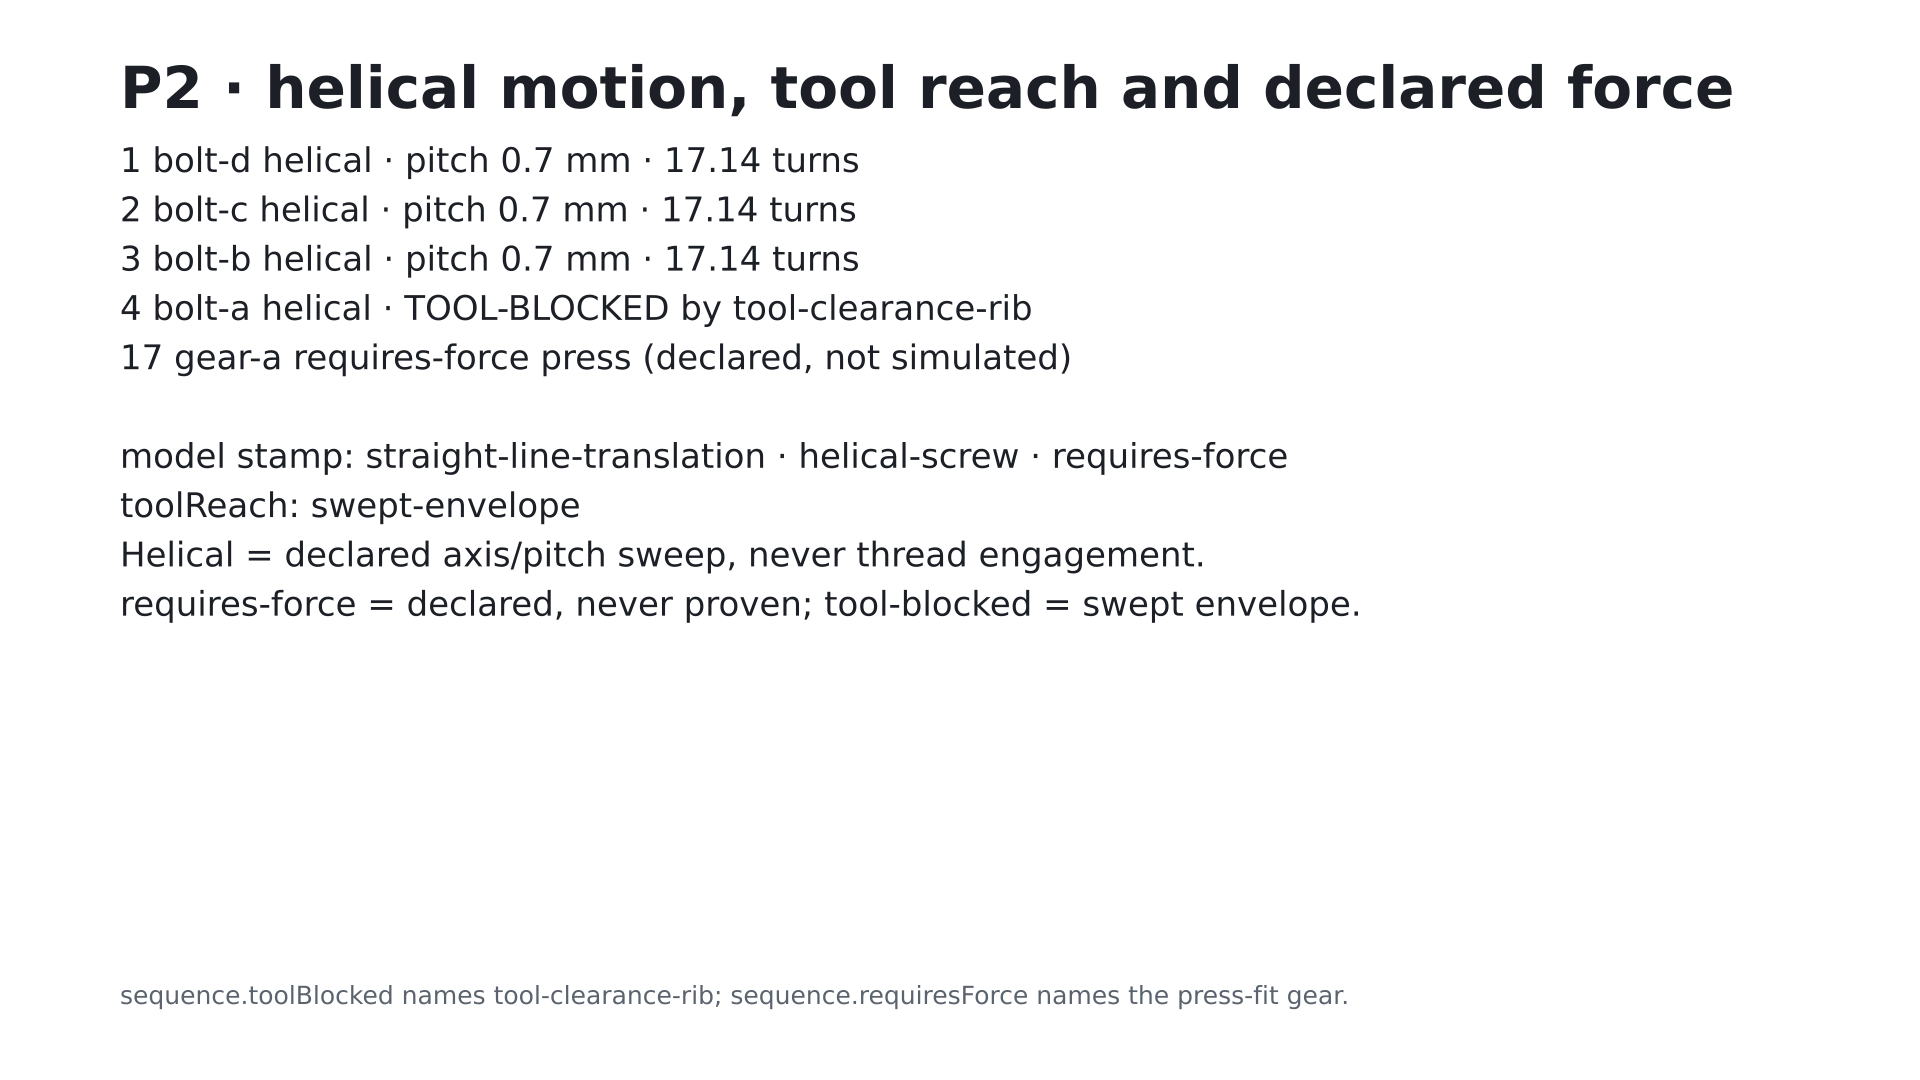 P2 · helical motion, tool reach and declared force
1 bolt-d helical · pitch 0.7 mm · 17.14 turns
2 bolt-c helical · pitch 0.7 mm · 17.14 turns
3 bolt-b helical · pitch 0.7 mm · 17.14 turns
4 bolt-a helical · TOOL-BLOCKED by tool-clearance-rib
17 gear-a requires-force press (declared, not simulated)
model stamp: straight-line-translation · helical-screw · requires-force
toolReach: swept-envelope
Helical = declared axis/pitch sweep, never thread engagement.
requires-force = declared, never proven; tool-blocked = swept envelope.
sequence.toolBlocked names tool-clearance-rib; sequence.requiresForce names the press-fit gear.